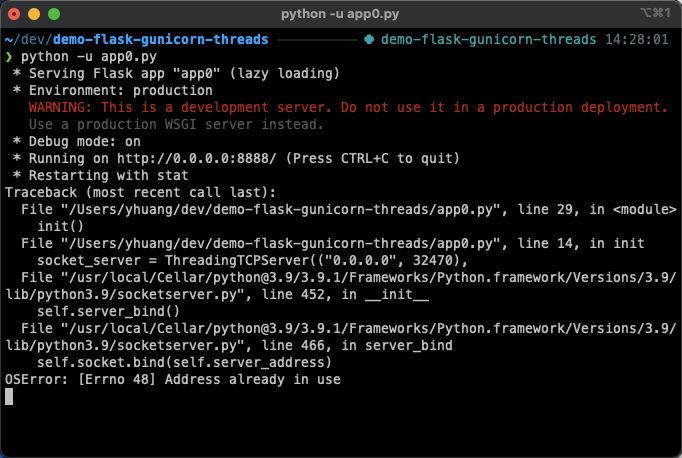 python -u app0.py
⌥⌘1
~/dev/demo-flask-gunicorn-threads demo-flask-gunicorn-threads 14:28:01
❯ python -u app0.py
 * Serving Flask app "app0" (lazy loading)
 * Environment: production
   WARNING: This is a development server. Do not use it in a production deployment.
   Use a production WSGI server instead.
 * Debug mode: on
 * Running on http://0.0.0.0:8888/ (Press CTRL+C to quit)
 * Restarting with stat
Traceback (most recent call last):
  File "/Users/yhuang/dev/demo-flask-gunicorn-threads/app0.py", line 29, in <module>
    init()
  File "/Users/yhuang/dev/demo-flask-gunicorn-threads/app0.py", line 14, in init
    socket_server = ThreadingTCPServer(("0.0.0.0", 32470),
  File "/usr/local/Cellar/python@3.9/3.9.1/Frameworks/Python.framework/Versions/3.9/
lib/python3.9/socketserver.py", line 452, in __init__
    self.server_bind()
  File "/usr/local/Cellar/python@3.9/3.9.1/Frameworks/Python.framework/Versions/3.9/
lib/python3.9/socketserver.py", line 466, in server_bind
    self.socket.bind(self.server_address)
OSError: [Errno 48] Address already in use